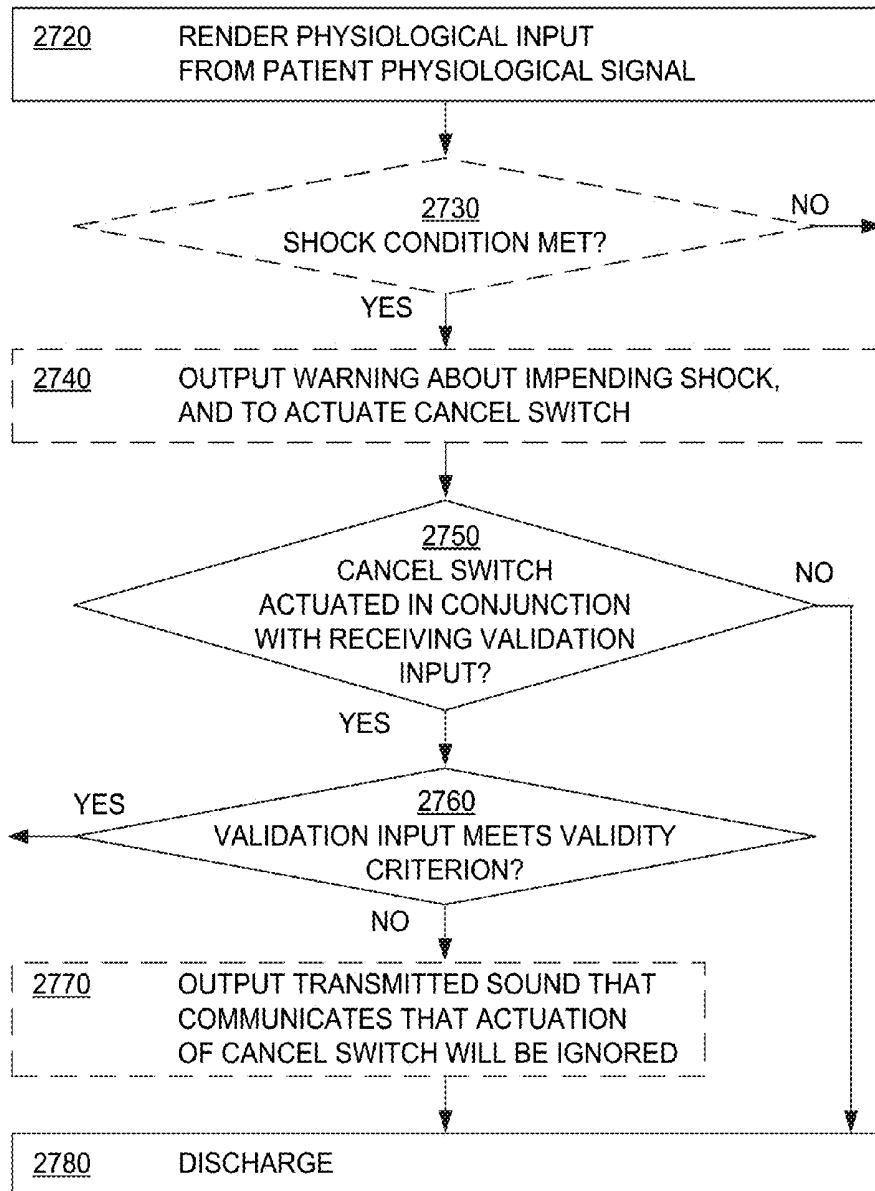 2720 RENDER PHYSIOLOGICAL INPUT
FROM PATIENT PHYSIOLOGICAL SIGNAL
2730
SHOCK CONDITION MET?
NO
YES
2740 OUTPUT WARNING ABOUT IMPENDING SHOCK,
AND TO ACTUATE CANCEL SWITCH
2750
CANCEL SWITCH
ACTUATED IN CONJUNCTION
WITH RECEIVING VALIDATION
INPUT?
NO
YES
YES
2760
VALIDATION INPUT MEETS VALIDITY
CRITERION?
NO
2770 OUTPUT TRANSMITTED SOUND THAT
COMMUNICATES THAT ACTUATION
OF CANCEL SWITCH WILL BE IGNORED
2780 DISCHARGE